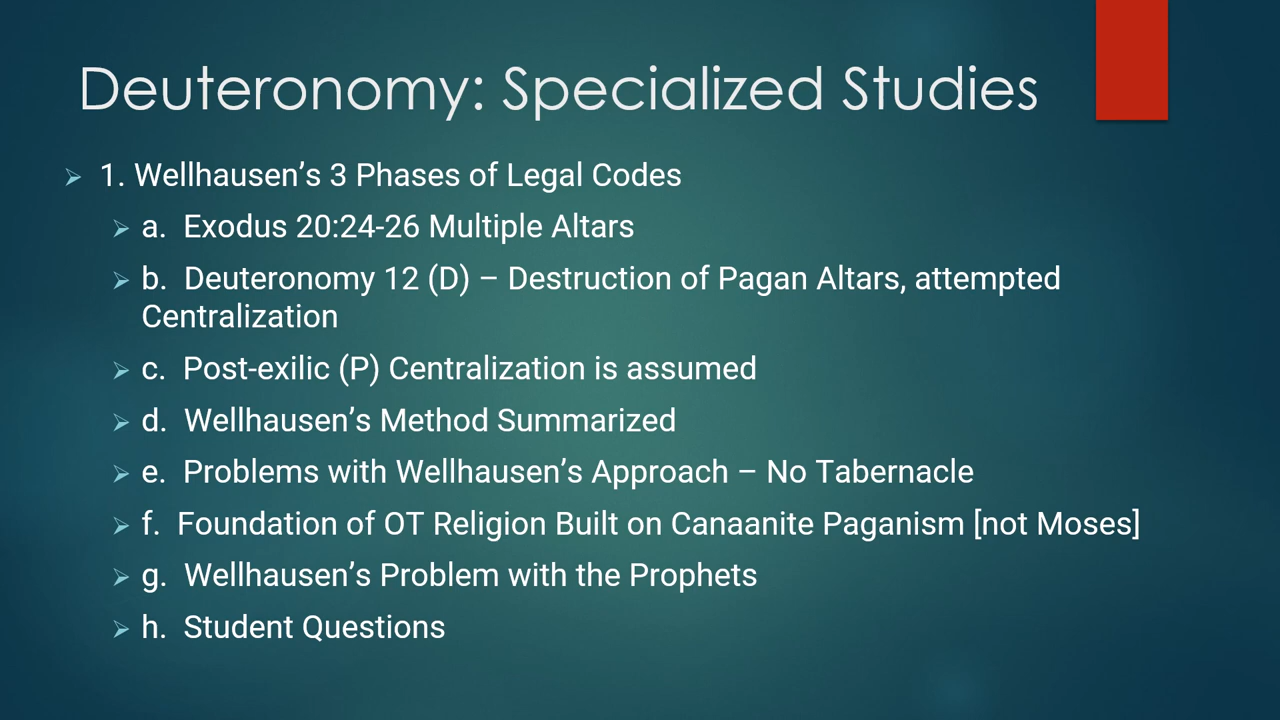 Deuteronomy: Specialized Studies
1. Wellhausen’s 3 Phases of Legal Codes
a. Exodus 20:24-26 Multiple Altars
b. Deuteronomy 12 (D) – Destruction of Pagan Altars, attempted
Centralization
c. Post-exilic (P) Centralization is assumed
d. Wellhausen’s Method Summarized
e. Problems with Wellhausen’s Approach – No Tabernacle
f. Foundation of OT Religion Built on Canaanite Paganism [not Moses]
g. Wellhausen’s Problem with the Prophets
h. Student Questions